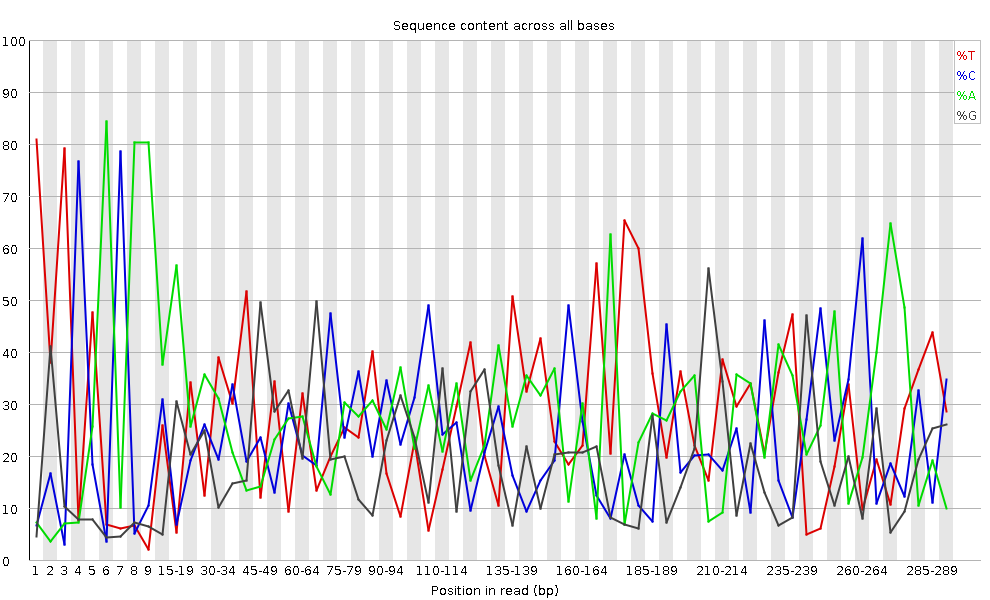 Sequence content across all bases
100
90
80
70
60
50
40
30
20
10
0
%T
%C
%A
%G
1 2 3 4 5 6 7 8 9 15-19 30-34 45-49 60-64 75-79 90-94 110-114 135-139 160-164 185-189 210-214 235-239 260-264 285-289
Position in read (bp)